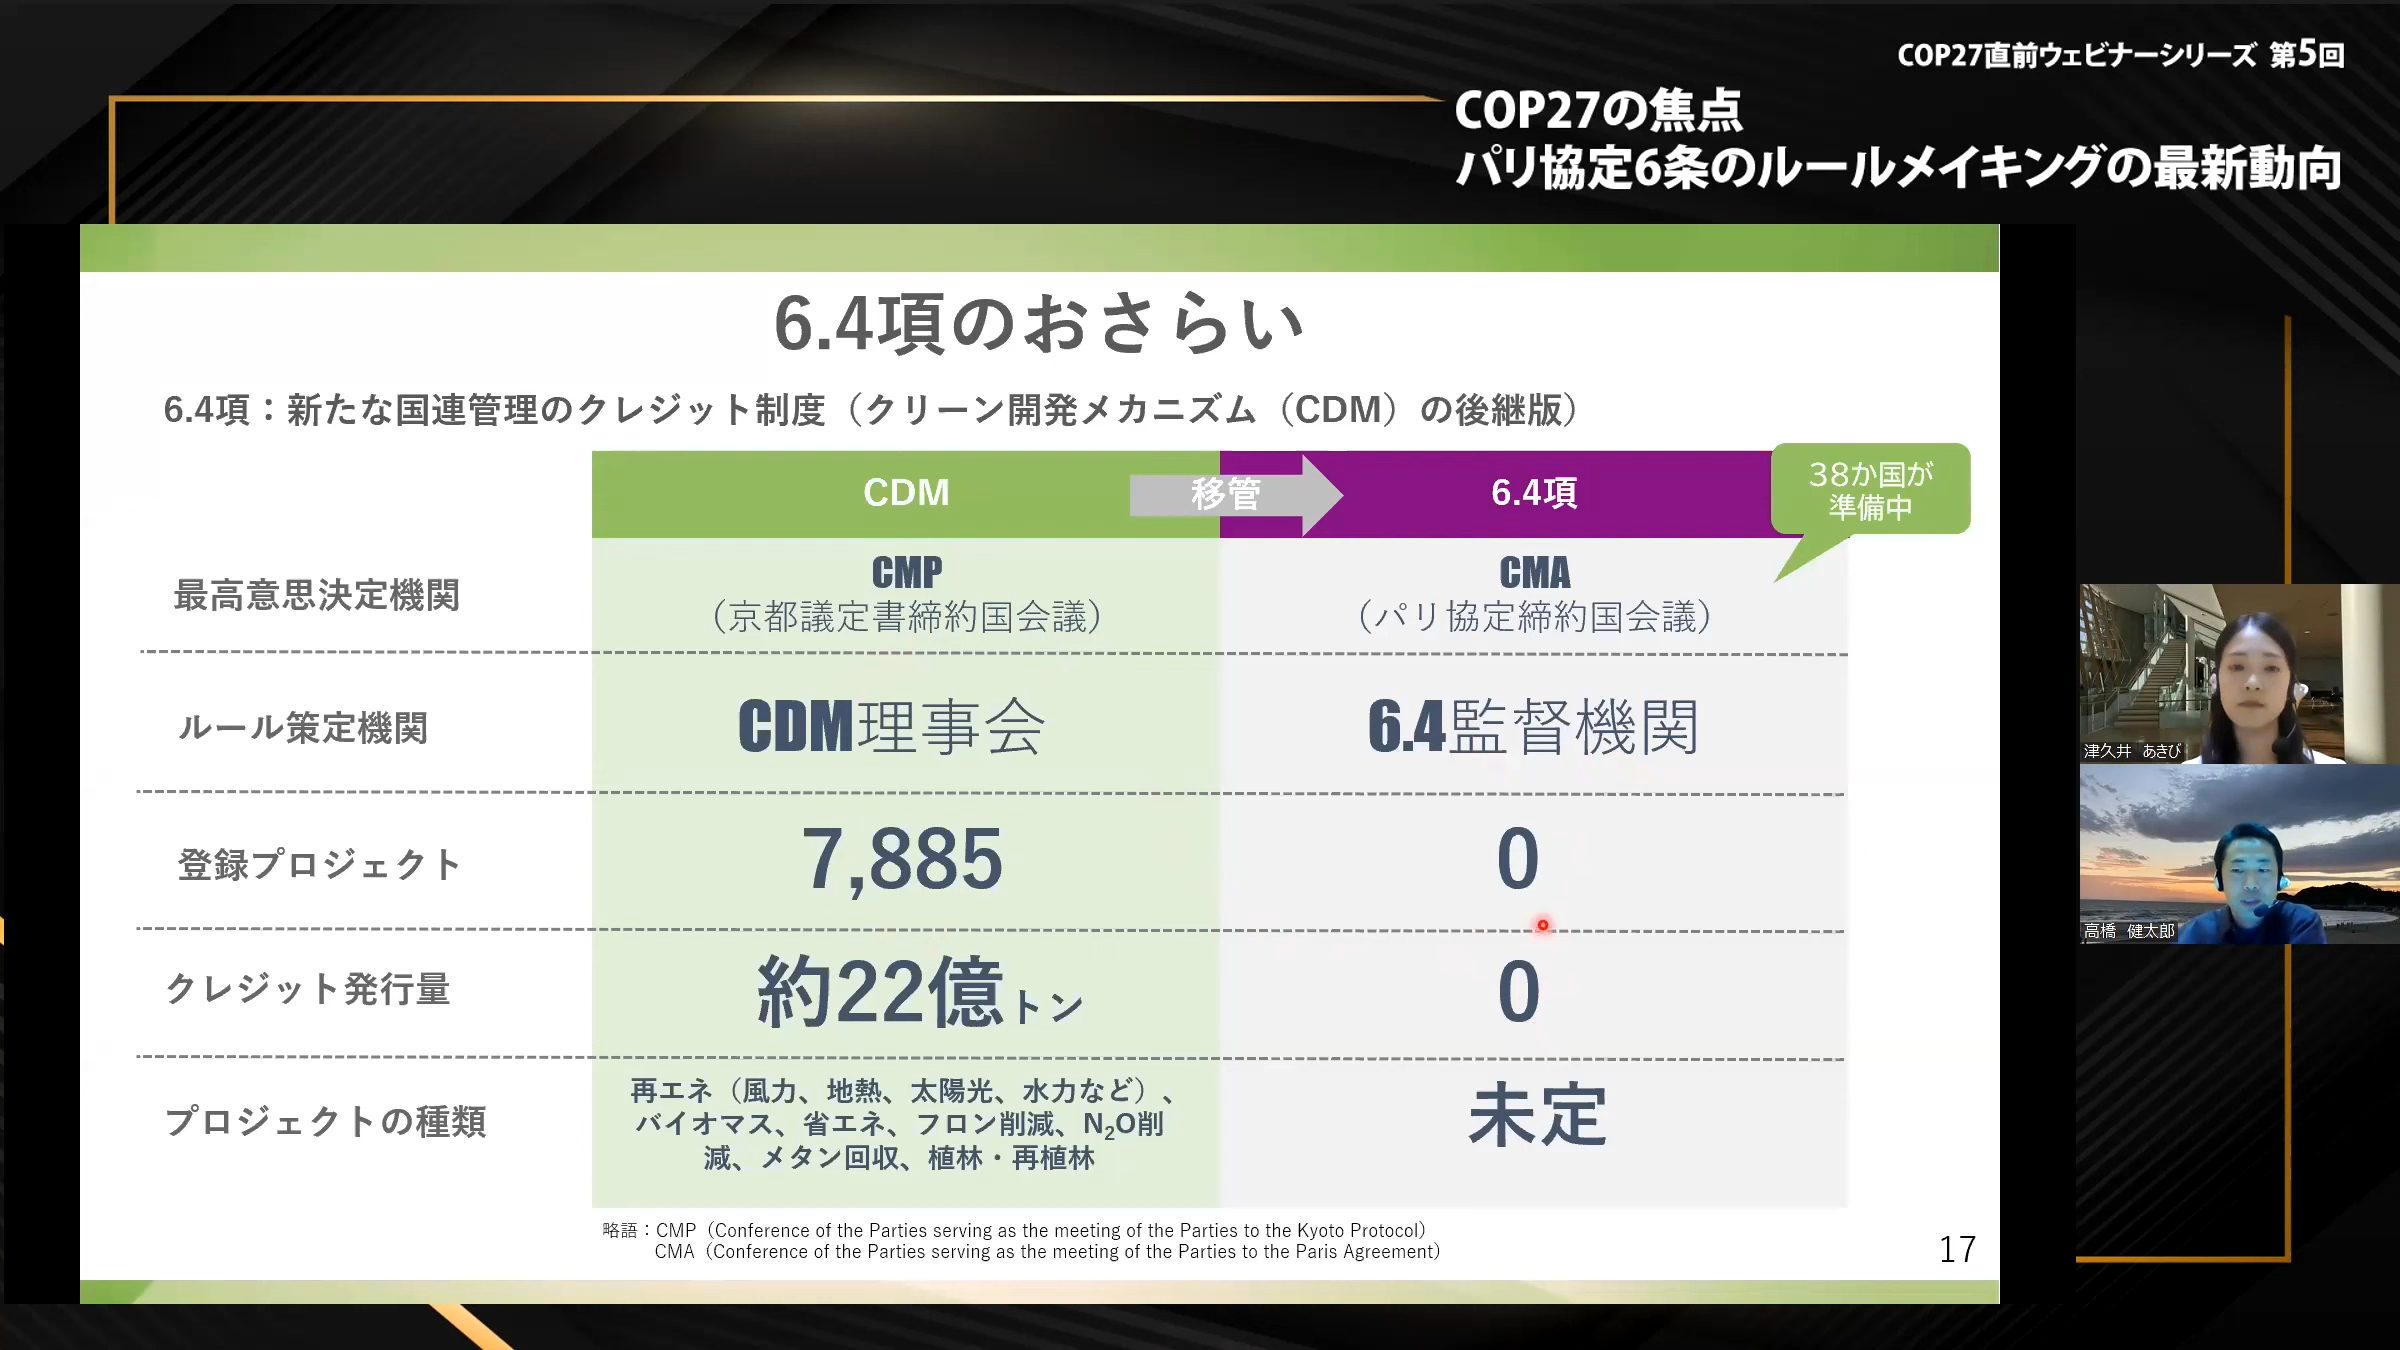 COP27直前ウェビナーシリーズ 第5回
COP27の焦点
パリ協定6条のルールメイキングの最新動向
6.4項のおさらい
6.4項：新たな国連管理のクレジット制度（クリーン開発メカニズム（CDM）の後継版）
CDM
移管
6.4項
38か国が
準備中
最高意思決定機関
CMP
（京都議定書締約国会議）
CMA
（パリ協定締約国会議）
ルール策定機関
CDM理事会
6.4監督機関
登録プロジェクト
7,885
0
クレジット発行量
約22億トン
0
プロジェクトの種類
再エネ（風力、地熱、太陽光、水力など）、
バイオマス、省エネ、フロン削減、N₂O削
減、メタン回収、植林・再植林
未定
略語：CMP（Conference of the Parties serving as the meeting of the Parties to the Kyoto Protocol）
CMA（Conference of the Parties serving as the meeting of the Parties to the Paris Agreement）
17
津久井 あきび
高橋 健太郎